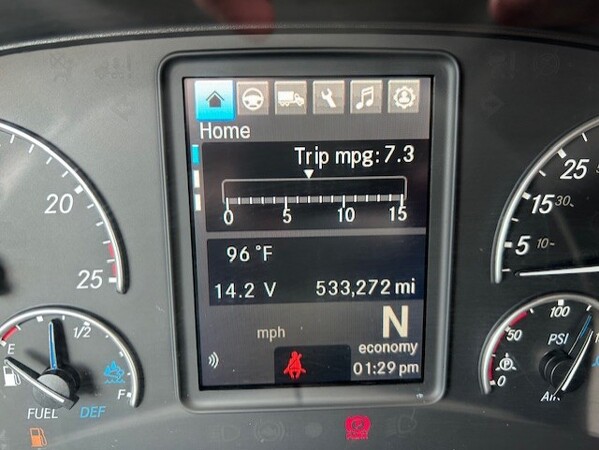 Home
Trip mpg: 7.3
0 5 10 15
96 °F
14.2 V 533,272 mi
mph
N
economy
01:29 pm
20
25
E 1/2 F
FUEL DEF
5 10 15 30 25
100
50
0
PSI